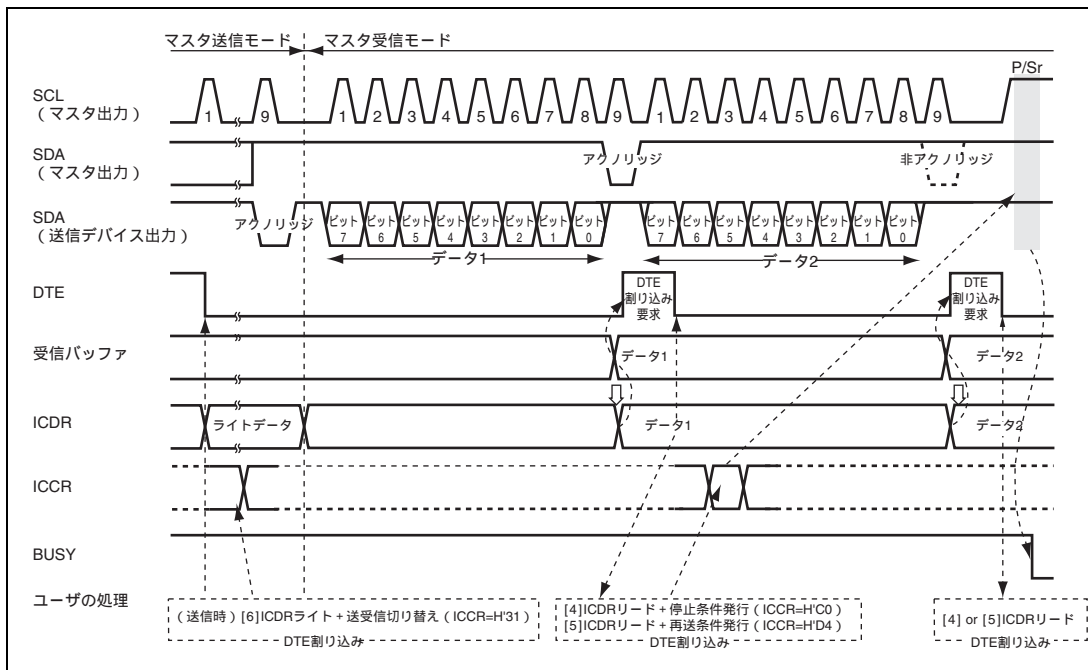 マスタ送信モード マスタ受信モード
P/Sr
SCL
(マスタ出力)
1 9 1 2 3 4 5 6 7 8 9 1 2 3 4 5 6 7 8 9
SDA
(マスタ出力)
アクノリッジ 非アクノリッジ
SDA
(送信デバイス出力)
アクノリッジ
ビット7 ビット6 ビット5 ビット4 ビット3 ビット2 ビット1 ビット0
ビット7 ビット6 ビット5 ビット4 ビット3 ビット2 ビット1 ビット0
データ1 データ2
DTE
DTE
割り込み
要求
DTE
割り込み
要求
受信バッファ
データ1 データ2
ICDR
ライトデータ データ1 データ2
ICCR
BUSY
ユーザの処理
(送信時)[6]ICDRライト+送受信切り替え(ICCR=H'31)
DTE割り込み
[4]ICDRリード+停止条件発行(ICCR=H'C0)
[5]ICDRリード+再送条件発行(ICCR=H'D4)
DTE割り込み
[4] or [5]ICDRリード
DTE割り込み